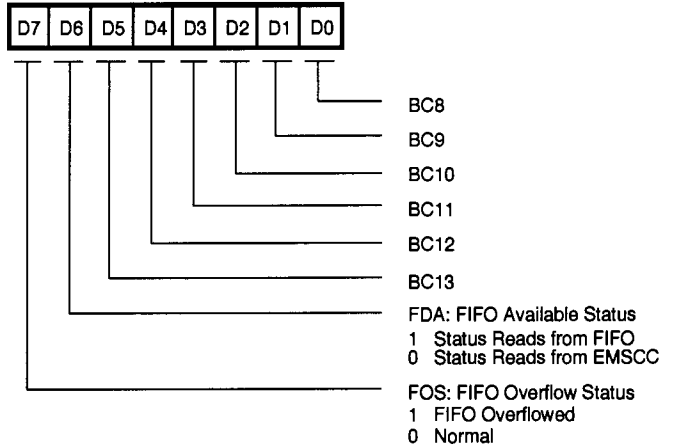 D7 D6 D5 D4 D3 D2 D1 D0
BC8
BC9
BC10
BC11
BC12
BC13
FDA: FIFO Available Status
1 Status Reads from FIFO
0 Status Reads from EMSCC
FOS: FIFO Overflow Status
1 FIFO Overflowed
0 Normal